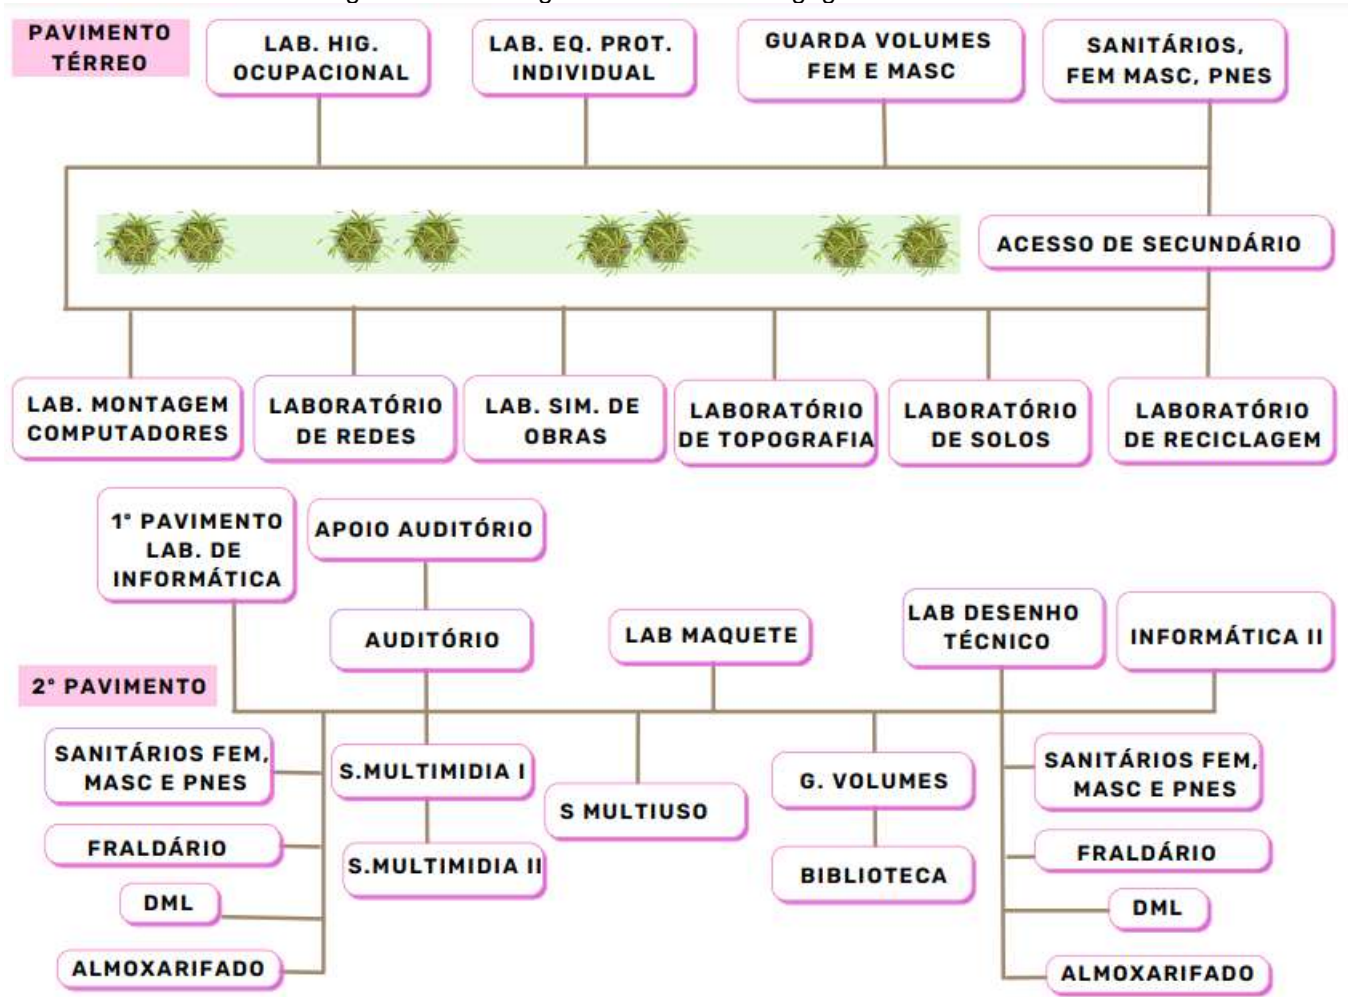 PAVIMENTO
TÉRREO
LAB. HIG.
OCUPACIONAL
LAB. EQ. PROT.
INDIVIDUAL
GUARDA VOLUMES
FEM E MASC
SANITÁRIOS,
FEM MASC, PNES
ACESSO DE SECUNDÁRIO
LAB. MONTAGEM
COMPUTADORES
LABORATÓRIO
DE REDES
LAB. SIM. DE
OBRAS
LABORATÓRIO
DE TOPOGRAFIA
LABORATÓRIO
DE SOLOS
LABORATÓRIO
DE RECICLAGEM
1° PAVIMENTO
LAB. DE
INFORMÁTICA
APOIO AUDITÓRIO
AUDITÓRIO
LAB MAQUETE
LAB DESENHO
TÉCNICO
INFORMÁTICA II
2° PAVIMENTO
SANITÁRIOS FEM,
MASC E PNES
S.MULTIMIDIA I
S MULTIUSO
G. VOLUMES
SANITÁRIOS FEM,
MASC E PNES
FRALDÁRIO
S.MULTIMIDIA II
BIBLIOTECA
FRALDÁRIO
DML
DML
ALMOXARIFADO
ALMOXARIFADO